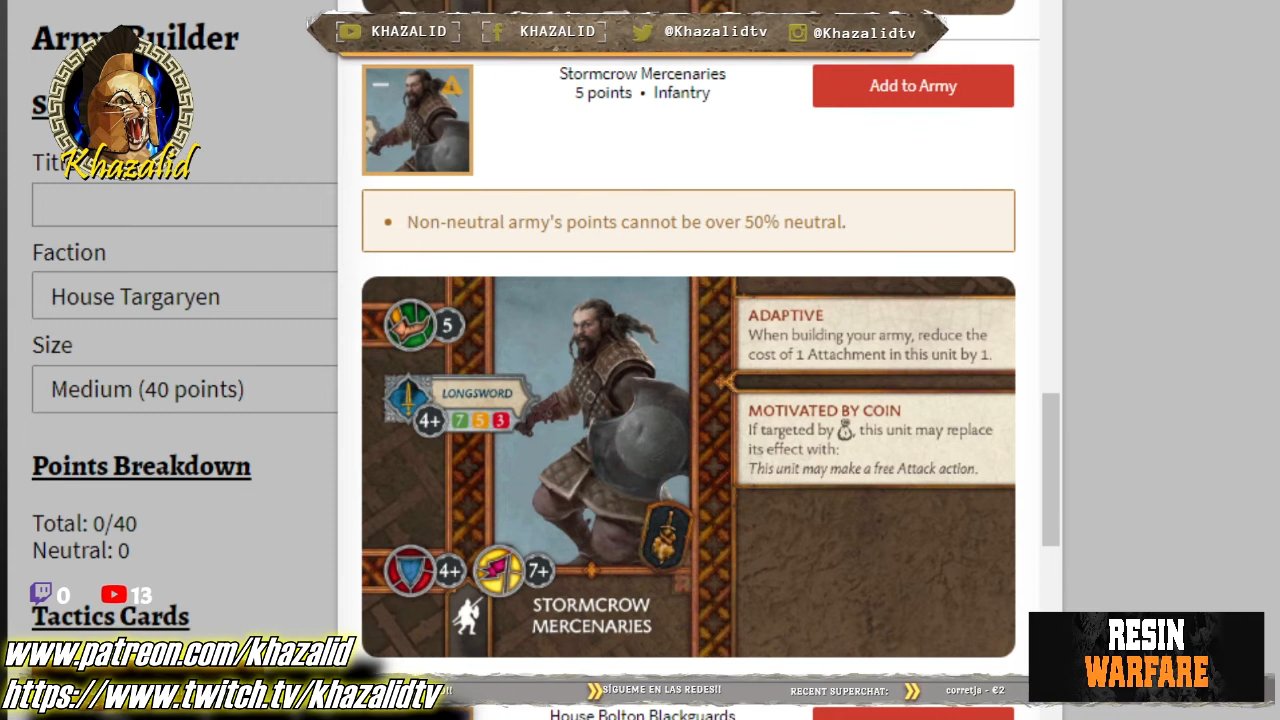 Army Builder
KHAZALID
KHAZALID
@Khazalidtv
@Khazalidtv
Khazalid
Faction
House Targaryen
Size
Medium (40 points)
Points Breakdown
Total: 0/40
Neutral: 0
0
13
Tactics Cards
www.patreon.com/khazalid
https://www.twitch.tv/khazalidtv
Stormcrow Mercenaries
5 points • Infantry
Add to Army
• Non-neutral army's points cannot be over 50% neutral.
5
LONGSWORD
4+ 7 5 3
4+
7+
STORMCROW
MERCENARIES
ADAPTIVE
When building your army, reduce the
cost of 1 Attachment in this unit by 1.
MOTIVATED BY COIN
If targeted by , this unit may replace
its effect with:
This unit may make a free Attack action.
RESIN
WARFARE
SÍGUEME EN LAS REDES!!
RECENT SUPERCHAT:
corretja - €2
House Bolton Blackguards